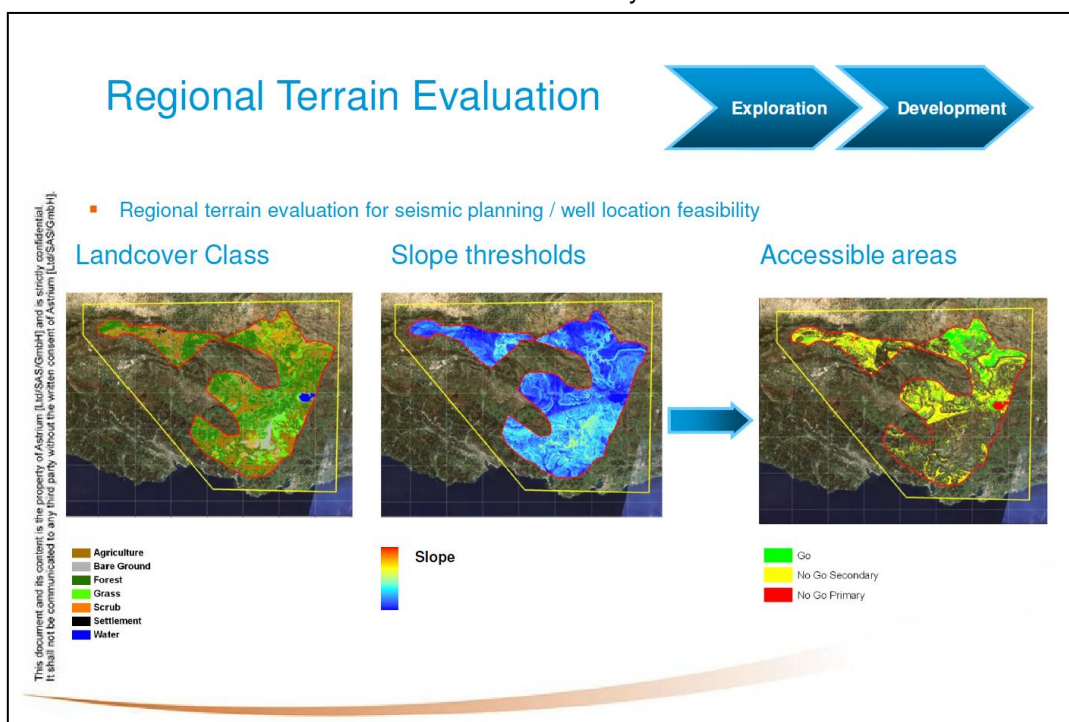 Regional Terrain Evaluation
Exploration
Development
This document and its content is the property of Astrium [Ltd/SAS/GmbH] and is strictly confidential.
It shall not be communicated to any third party without the written consent of Astrium [Ltd/SAS/GmbH].
Regional terrain evaluation for seismic planning / well location feasibility
Landcover Class
Slope thresholds
Accessible areas
Agriculture
Bare Ground
Forest
Grass
Scrub
Settlement
Water
Slope
Go
No Go Secondary
No Go Primary